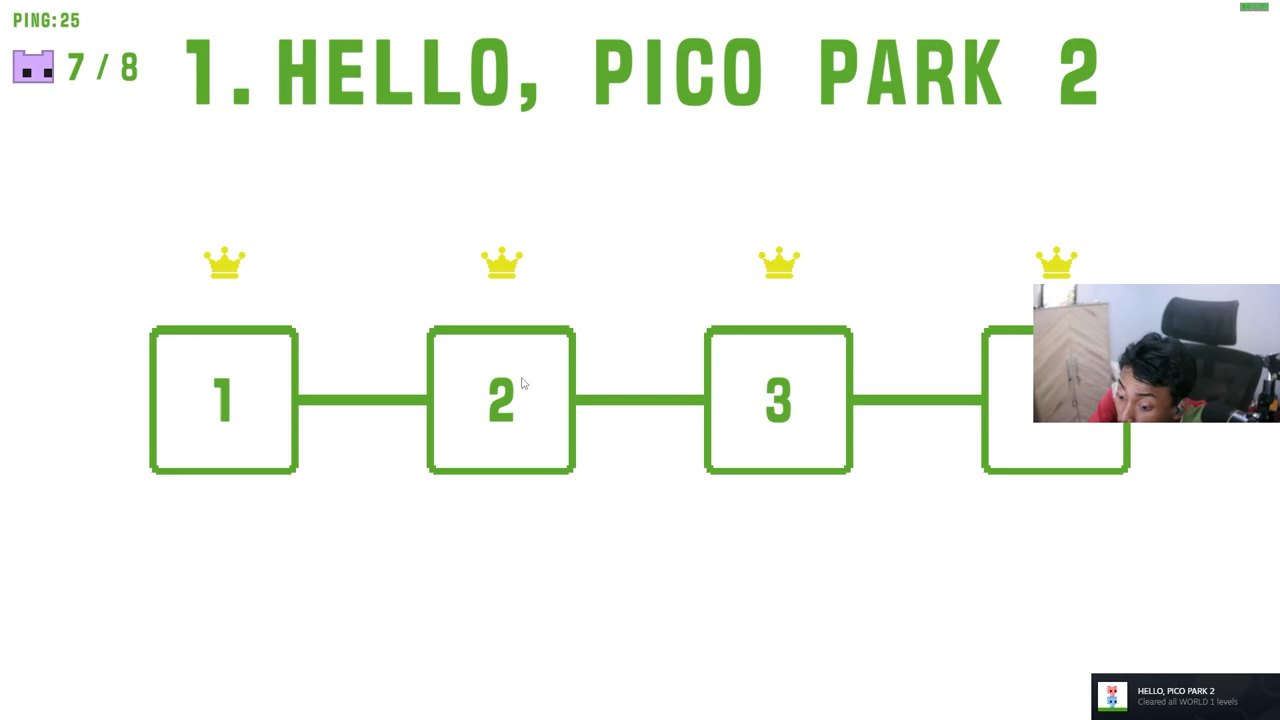 PING:25
7 / 8
1. HELLO, PICO PARK 2
1
2
3
HELLO, PICO PARK 2
Cleared all WORLD 1 levels